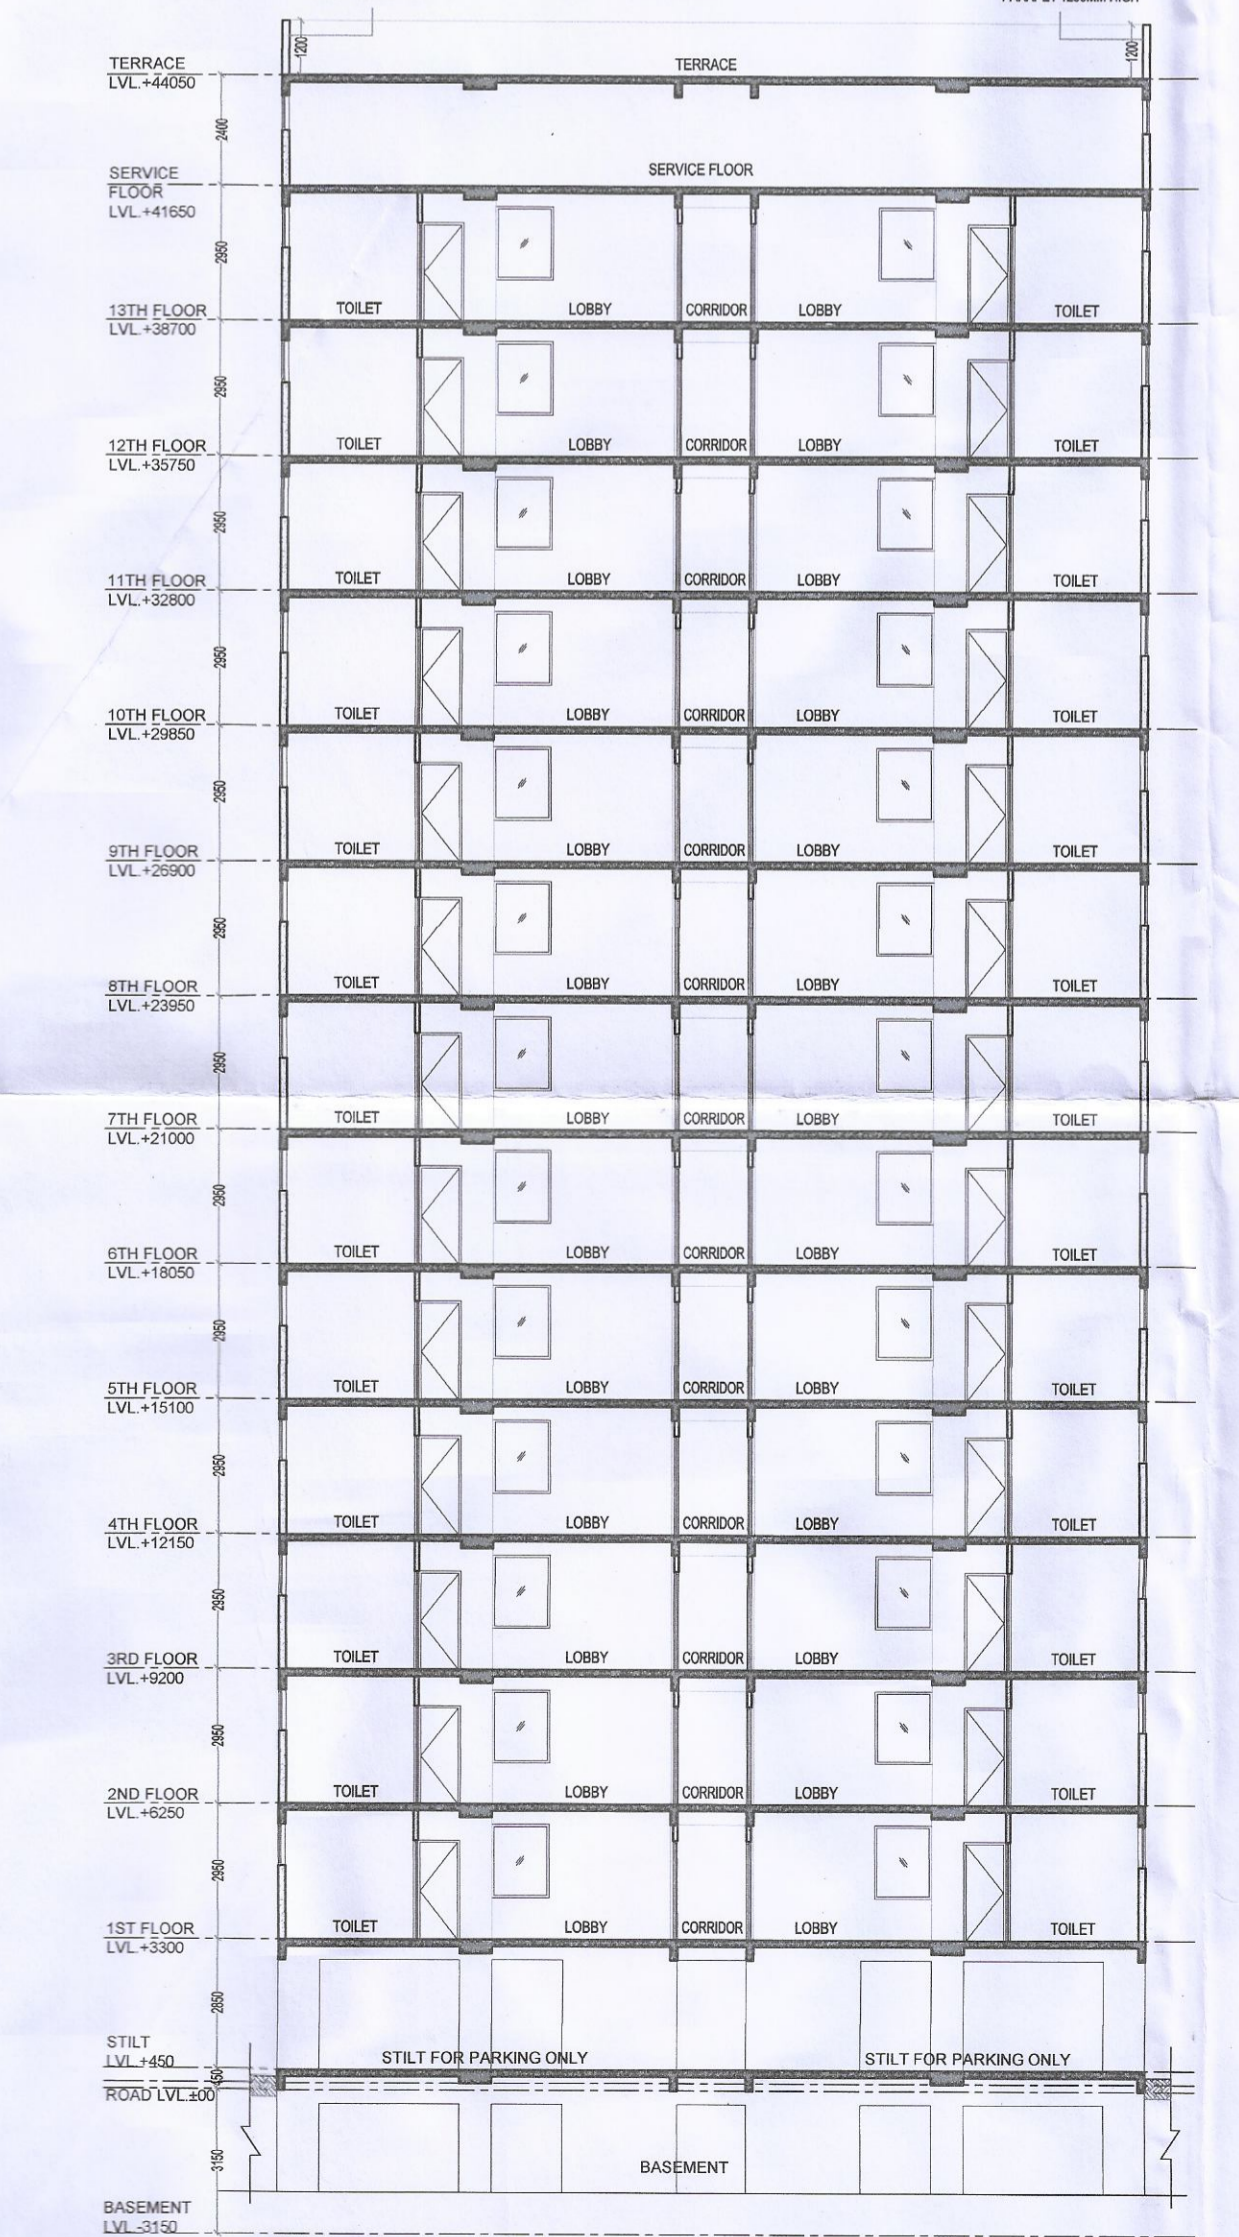 1200
1200
TERRACE
LVL.+44050
TERRACE
2400
SERVICE
FLOOR
LVL.+41650
SERVICE FLOOR
2950
13TH FLOOR
LVL.+38700
TOILET LOBBY CORRIDOR LOBBY TOILET
2950
12TH FLOOR
LVL.+35750
TOILET LOBBY CORRIDOR LOBBY TOILET
2950
11TH FLOOR
LVL.+32800
TOILET LOBBY CORRIDOR LOBBY TOILET
2950
10TH FLOOR
LVL.+29850
TOILET LOBBY CORRIDOR LOBBY TOILET
2950
9TH FLOOR
LVL.+26900
TOILET LOBBY CORRIDOR LOBBY TOILET
2950
8TH FLOOR
LVL.+23950
TOILET LOBBY CORRIDOR LOBBY TOILET
2950
7TH FLOOR
LVL.+21000
TOILET LOBBY CORRIDOR LOBBY TOILET
2950
6TH FLOOR
LVL.+18050
TOILET LOBBY CORRIDOR LOBBY TOILET
2950
5TH FLOOR
LVL.+15100
TOILET LOBBY CORRIDOR LOBBY TOILET
2950
4TH FLOOR
LVL.+12150
TOILET LOBBY CORRIDOR LOBBY TOILET
2950
3RD FLOOR
LVL.+9200
TOILET LOBBY CORRIDOR LOBBY TOILET
2950
2ND FLOOR
LVL.+6250
TOILET LOBBY CORRIDOR LOBBY TOILET
2950
1ST FLOOR
LVL.+3300
TOILET LOBBY CORRIDOR LOBBY TOILET
2850
STILT
LVL.+450
STILT FOR PARKING ONLY STILT FOR PARKING ONLY
450
ROAD LVL.±00
3150
BASEMENT
BASEMENT
LVL.-3150